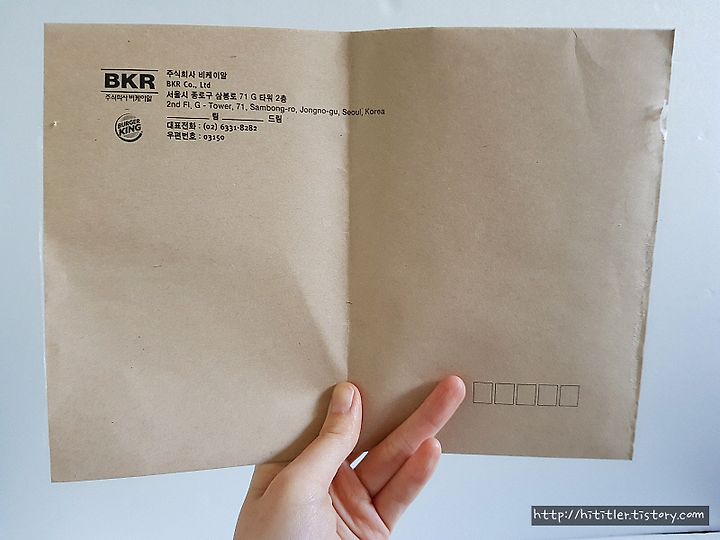 BKR
주식회사 비케이알
주식회사 비케이알
BKR Co., Ltd
서울시 종로구 삼봉로 71 G 타워 2층
2nd Fl, G - Tower, 71, Sambong-ro, Jongno-gu, Seoul, Korea
팀 드림
BURGER KING
대표전화 : (02) 6331-8282
우편번호 : 03150
http://hititler.tistory.com